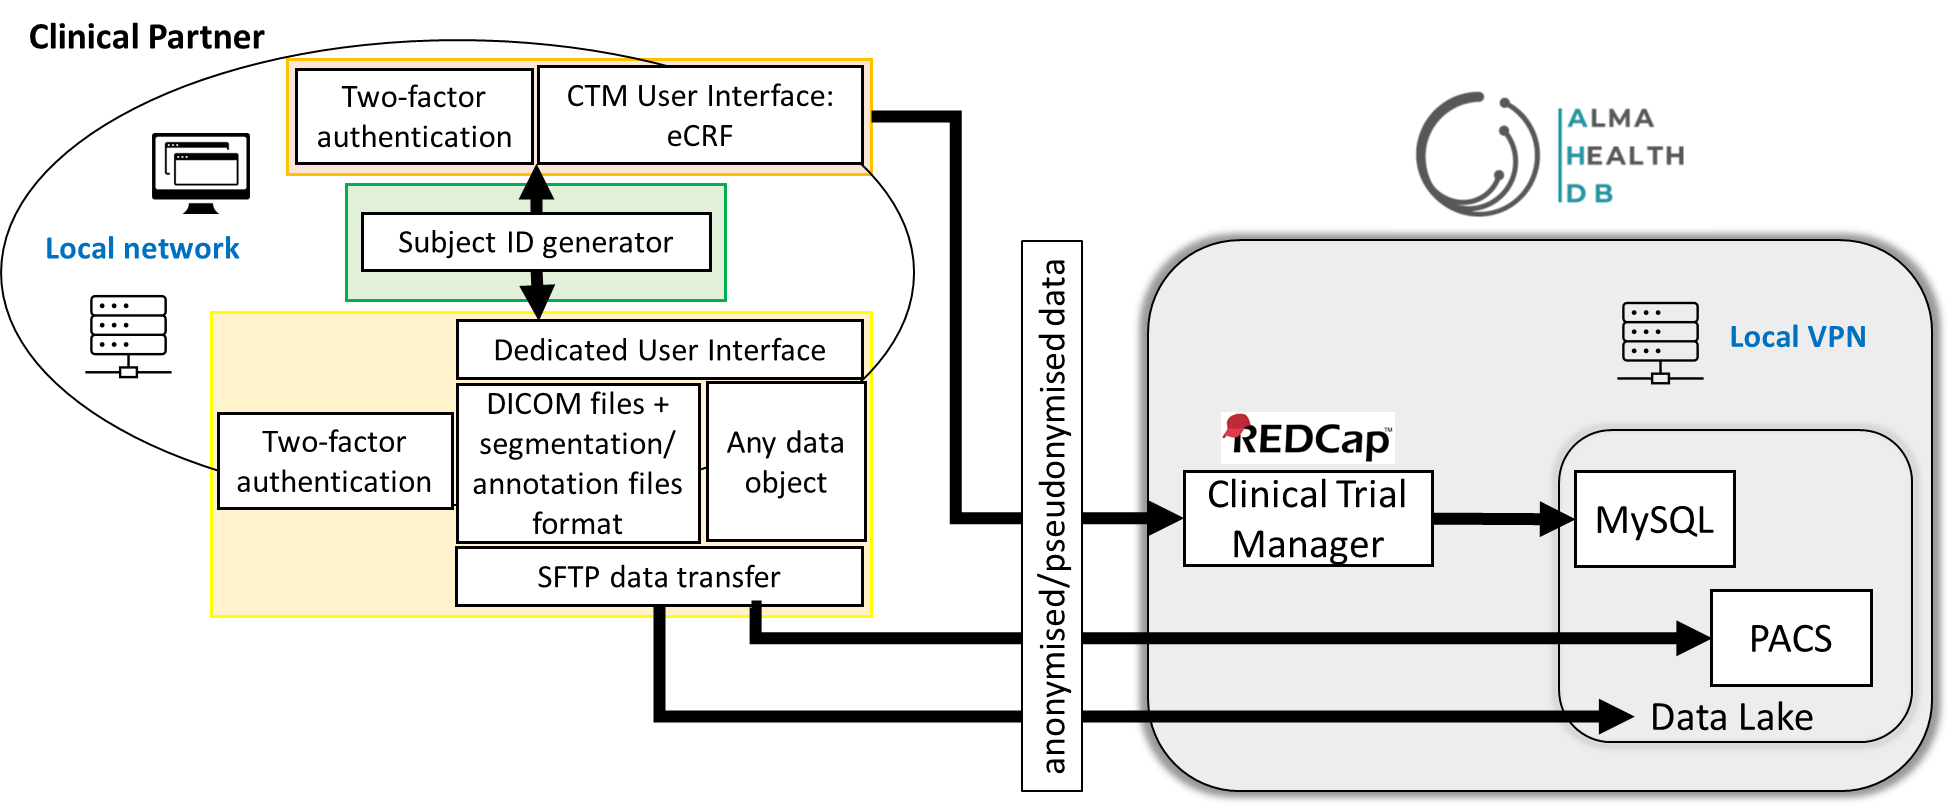 Clinical Partner
Two-factor
authentication
CTM User Interface:
eCRF
Local network
Subject ID generator
Dedicated User Interface
Two-factor
authentication
DICOM files +
segmentation/
annotation files
format
Any data
object
SFTP data transfer
anonymised/pseudonymised data
ALMA
HEALTH
DB
Local VPN
REDCap™
Clinical Trial
Manager
MySQL
PACS
Data Lake